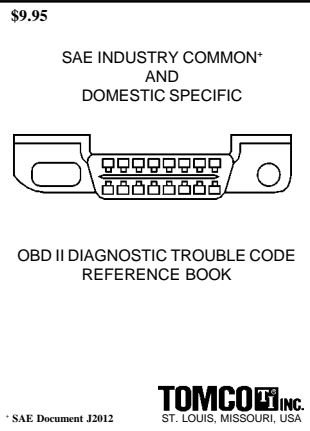 $9.95
SAE INDUSTRY COMMON+
AND
DOMESTIC SPECIFIC
OBD II DIAGNOSTIC TROUBLE CODE
REFERENCE BOOK
TOMCO Ti INC.
+ SAE Document J2012
ST. LOUIS, MISSOURI, USA